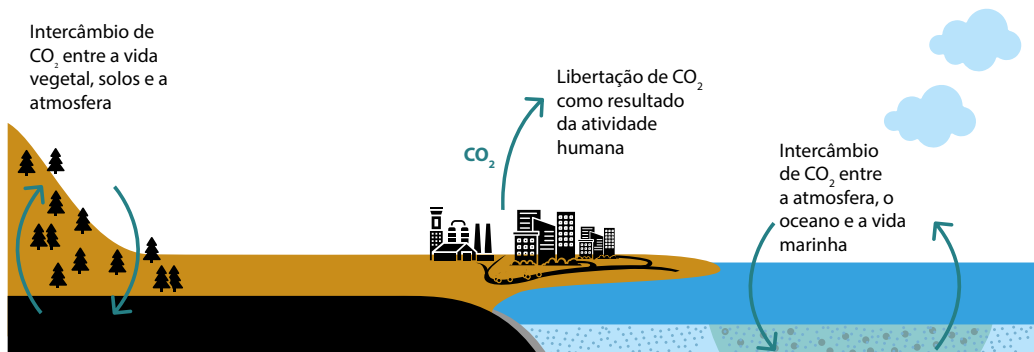 Intercâmbio de
CO₂ entre a vida
vegetal, solos e a
atmosfera
Libertação de CO₂
como resultado
da atividade
humana
CO₂
Intercâmbio
de CO₂ entre
a atmosfera, o
oceano e a vida
marinha